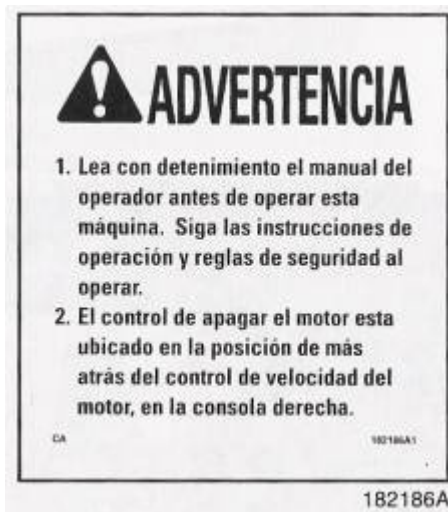 ADVERTENCIA
1. Lea con detenimiento el manual del
operador antes de operar esta
máquina. Siga las instrucciones de
operación y reglas de seguridad al
operar.
2. El control de apagar el motor esta
ubicado en la posición de más
atrás del control de velocidad del
motor, en la consola derecha.
CA 182186A1
182186A